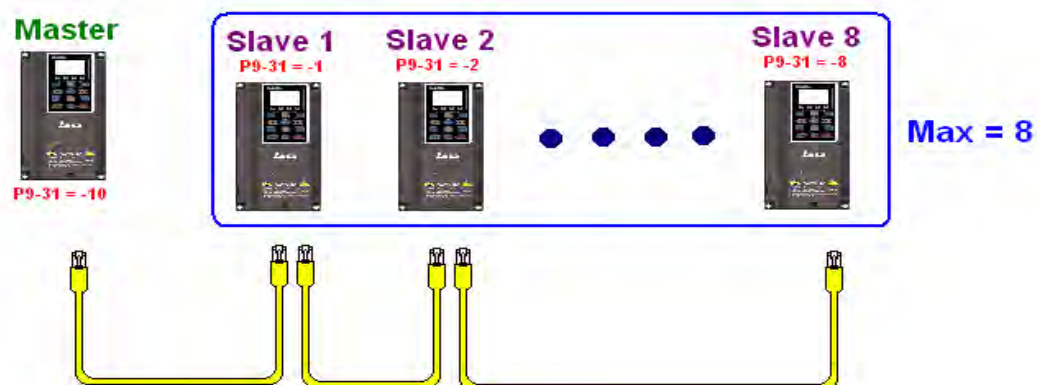 Master
P9-31 = -10
Slave 1
P9-31 = -1
Slave 2
P9-31 = -2
Slave 8
P9-31 = -8
Max = 8